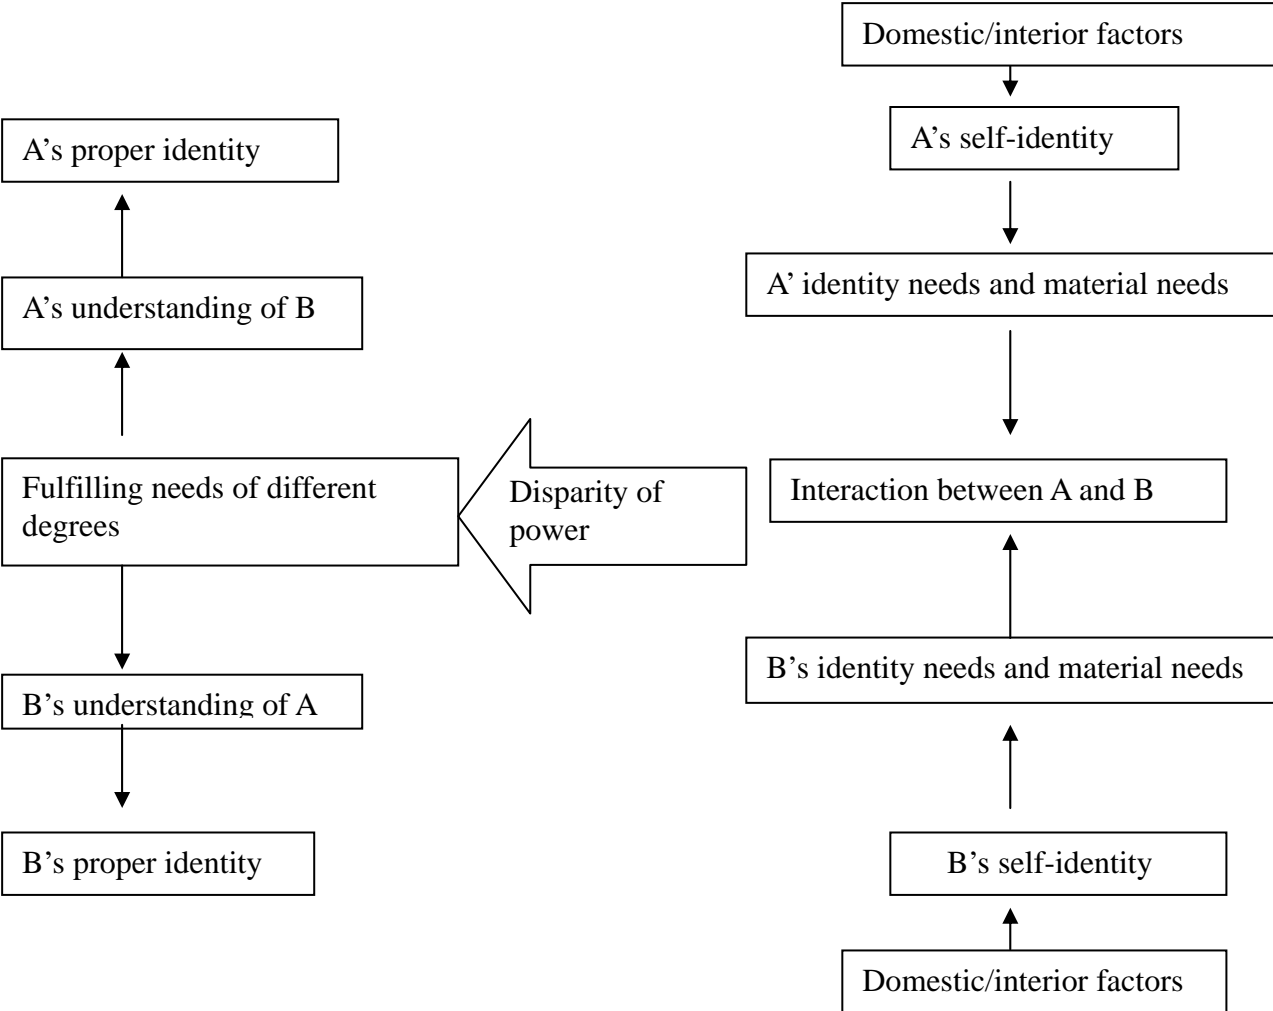 Domestic/interior factors
A’s self-identity
A’s proper identity
A’ identity needs and material needs
A’s understanding of B
Fulfilling needs of different
degrees
Disparity of
power
Interaction between A and B
B’s identity needs and material needs
B’s understanding of A
B’s proper identity
B’s self-identity
Domestic/interior factors